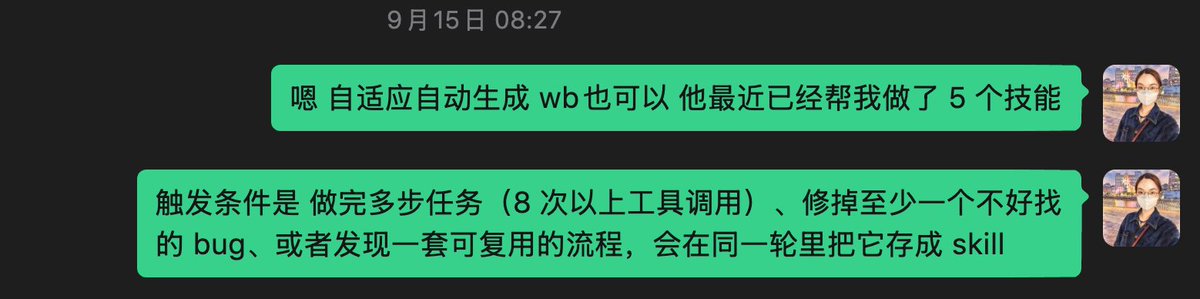 9月15日 08:27
嗯 自适应自动生成 wb也可以 他最近已经帮我做了 5 个技能
触发条件是 做完多步任务（8 次以上工具调用）、修掉至少一个不好找
的 bug、或者发现一套可复用的流程，会在同一轮里把它存成 skill